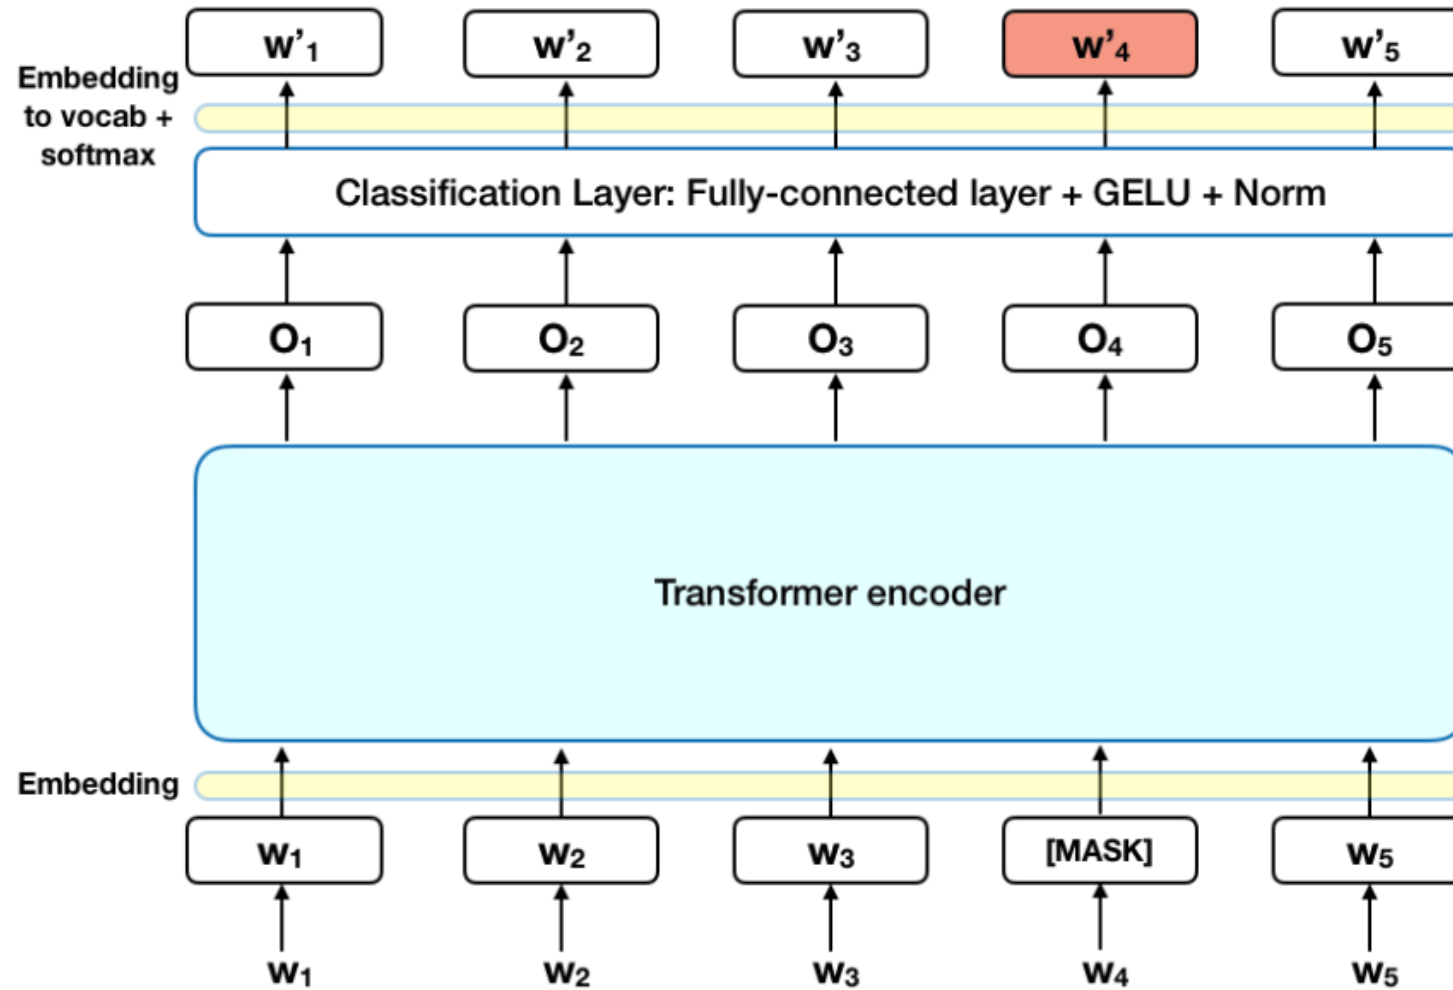 w'₁ w'₂ w'₃ w'₄ w'₅
Embedding
to vocab +
softmax
Classification Layer: Fully-connected layer + GELU + Norm
O₁ O₂ O₃ O₄ O₅
Transformer encoder
Embedding
W₁ W₂ W₃ [MASK] W₅
W₁ W₂ W₃ W₄ W₅